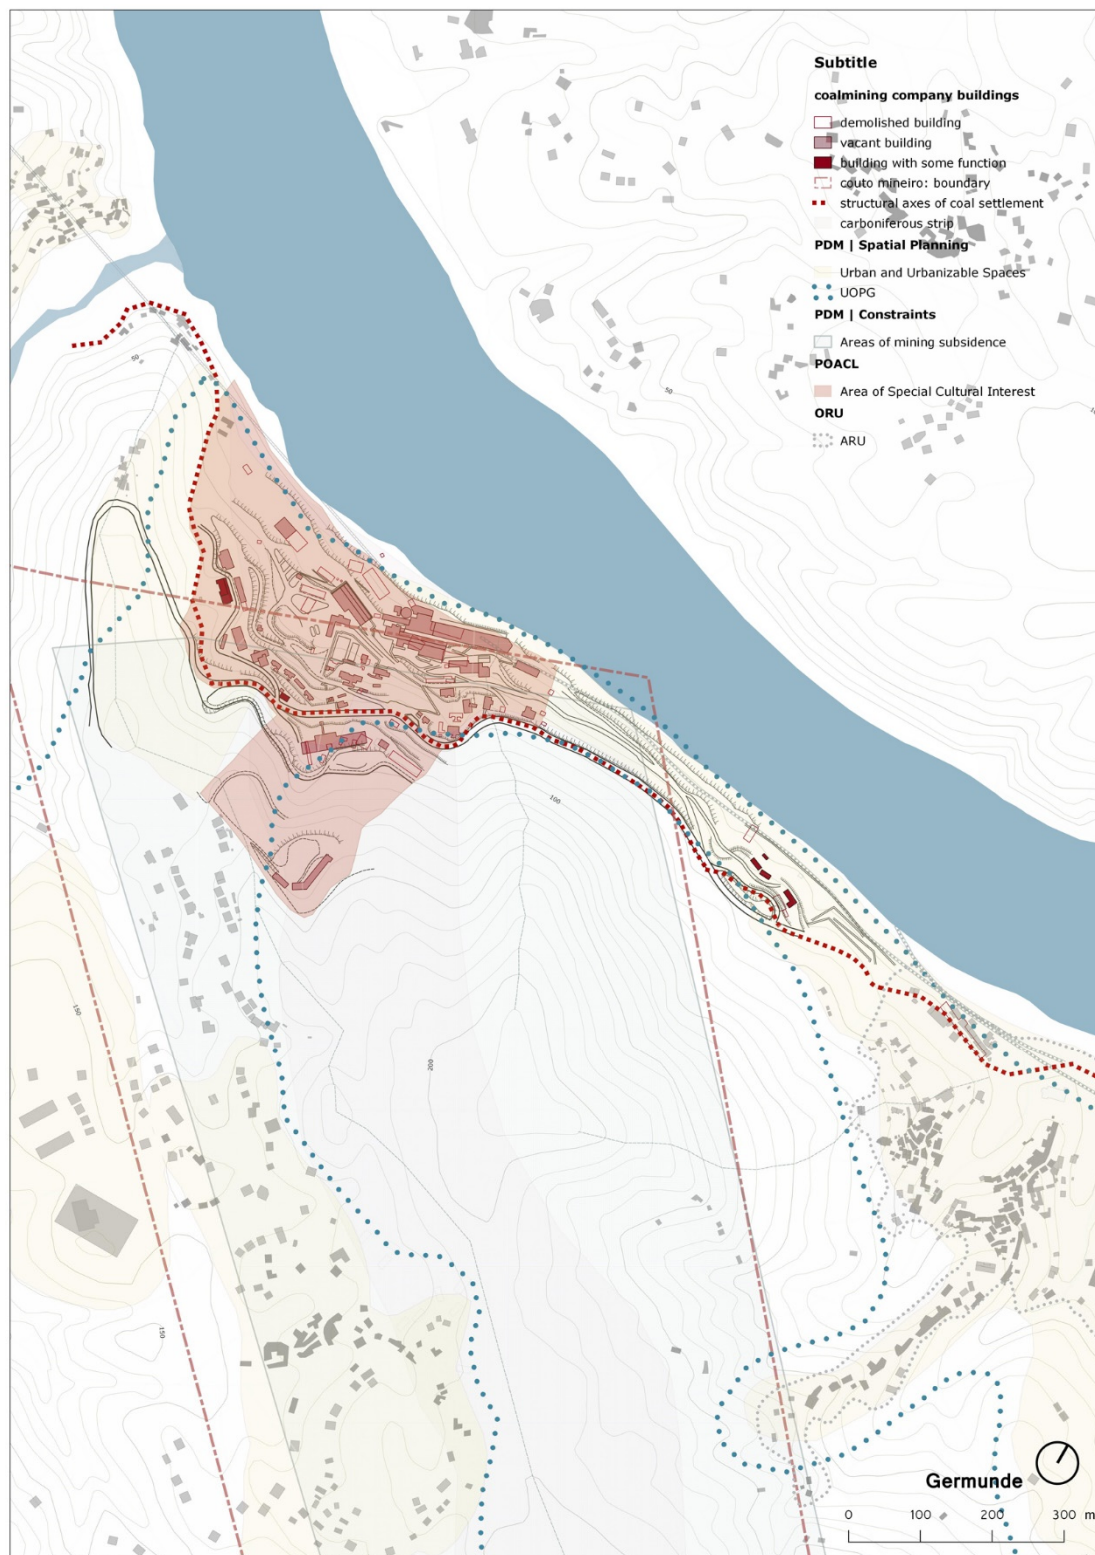 Subtitle
coalmining company buildings
demolished building
vacant building
building with some function
couto mineiro: boundary
structural axes of coal settlement
carboniferous strip
PDM | Spatial Planning
Urban and Urbanizable Spaces
UOPG
PDM | Constraints
Areas of mining subsidence
POACL
Area of Special Cultural Interest
ORU
ARU
50
50
100
150
200
150
Germunde
0 100 200 300 m